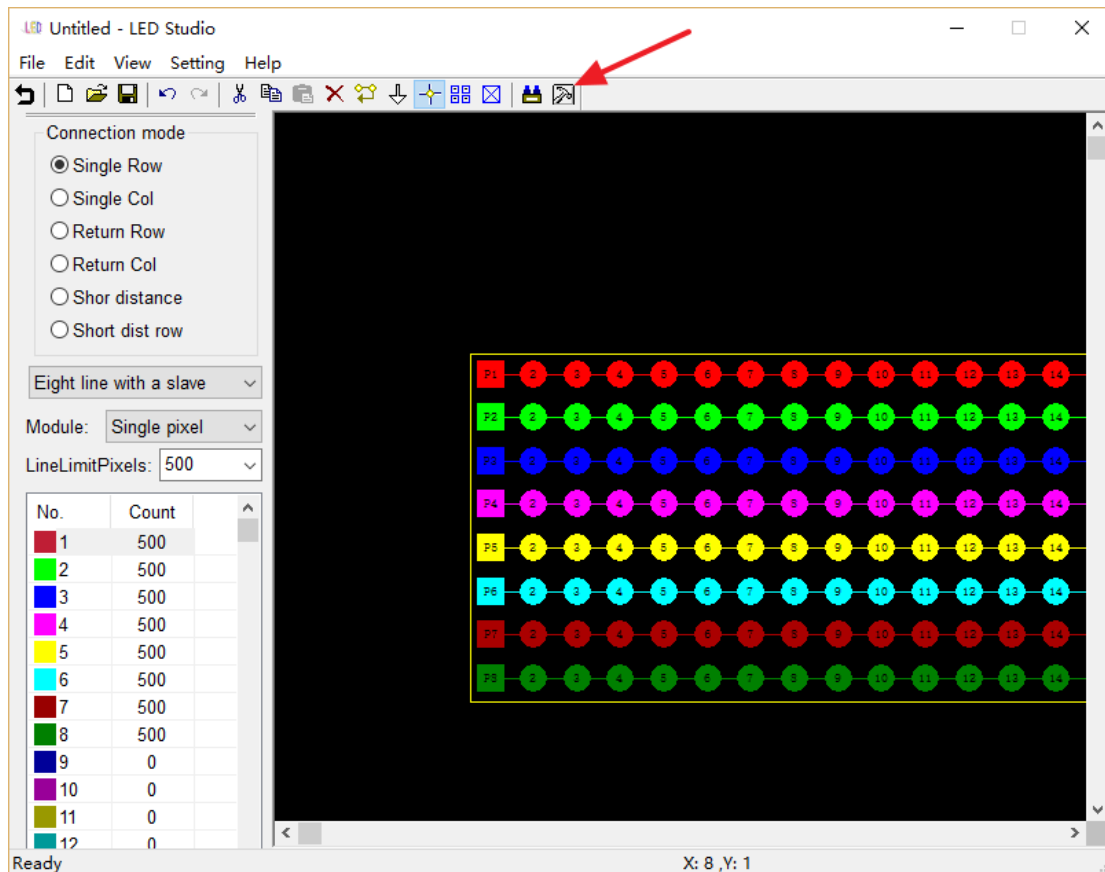 LED Untitled - LED Studio
File Edit View Setting Help
Connection mode
Single Row
Single Col
Return Row
Return Col
Shor distance
Short dist row
Eight line with a slave
Module: Single pixel
LineLimitPixels: 500
No. Count
1 500
2 500
3 500
4 500
5 500
6 500
7 500
8 500
9 0
10 0
11 0
12 0
P1 2 3 4 5 6 7 8 9 10 11 12 13 14
P2 2 3 4 5 6 7 8 9 10 11 12 13 14
P3 2 3 4 5 6 7 8 9 10 11 12 13 14
P4 2 3 4 5 6 7 8 9 10 11 12 13 14
P5 2 3 4 5 6 7 8 9 10 11 12 13 14
P6 2 3 4 5 6 7 8 9 10 11 12 13 14
P7 2 3 4 5 6 7 8 9 10 11 12 13 14
P8 2 3 4 5 6 7 8 9 10 11 12 13 14
Ready X: 8 ,Y: 1